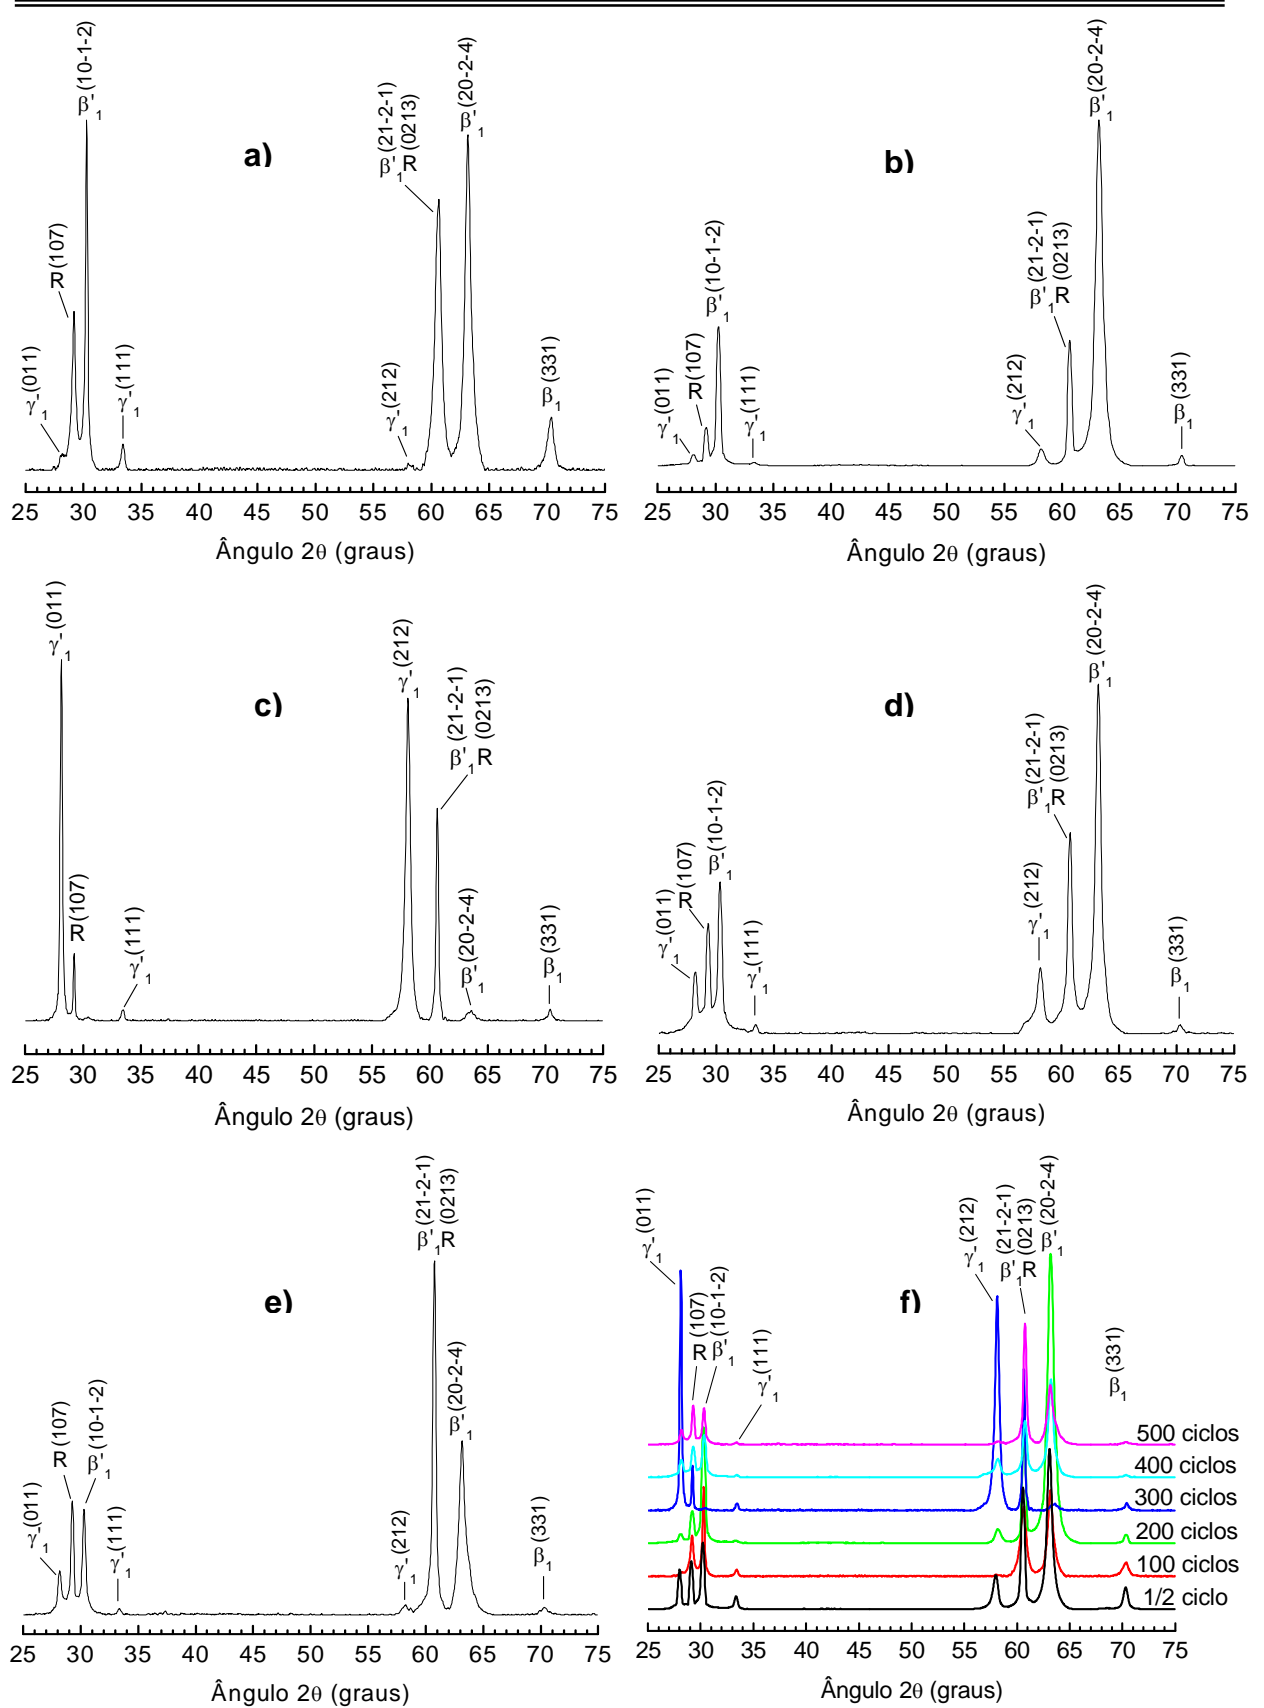 a)
γ'1(011)
R(107)
β'1(10-1-2)
γ'1(111)
γ'1(212)
β'1(21-2-1)
R(0213)
β'1(20-2-4)
β1(331)
25 30 35 40 45 50 55 60 65 70 75
Ângulo 2θ (graus)
b)
γ'1(011)
R(107)
β'1(10-1-2)
γ'1(111)
γ'1(212)
β'1(21-2-1)
R(0213)
β'1(20-2-4)
β1(331)
25 30 35 40 45 50 55 60 65 70 75
Ângulo 2θ (graus)
c)
γ'1(011)
R(107)
γ'1(111)
γ'1(212)
β'1(21-2-1)
R(0213)
β'1(20-2-4)
β1(331)
25 30 35 40 45 50 55 60 65 70 75
Ângulo 2θ (graus)
d)
γ'1(011)
R(107)
β'1(10-1-2)
γ'1(111)
γ'1(212)
β'1(21-2-1)
R(0213)
β'1(20-2-4)
β1(331)
25 30 35 40 45 50 55 60 65 70 75
Ângulo 2θ (graus)
e)
γ'1(011)
R(107)
β'1(10-1-2)
γ'1(111)
γ'1(212)
β'1(21-2-1)
R(0213)
β'1(20-2-4)
β1(331)
25 30 35 40 45 50 55 60 65 70 75
Ângulo 2θ (graus)
f)
γ'1(011)
R(107)
β'1(10-1-2)
γ'1(111)
γ'1(212)
β'1(21-2-1)
R(0213)
β'1(20-2-4)
β1(331)
500 ciclos
400 ciclos
300 ciclos
200 ciclos
100 ciclos
1/2 ciclo
25 30 35 40 45 50 55 60 65 70 75
Ângulo 2θ (graus)